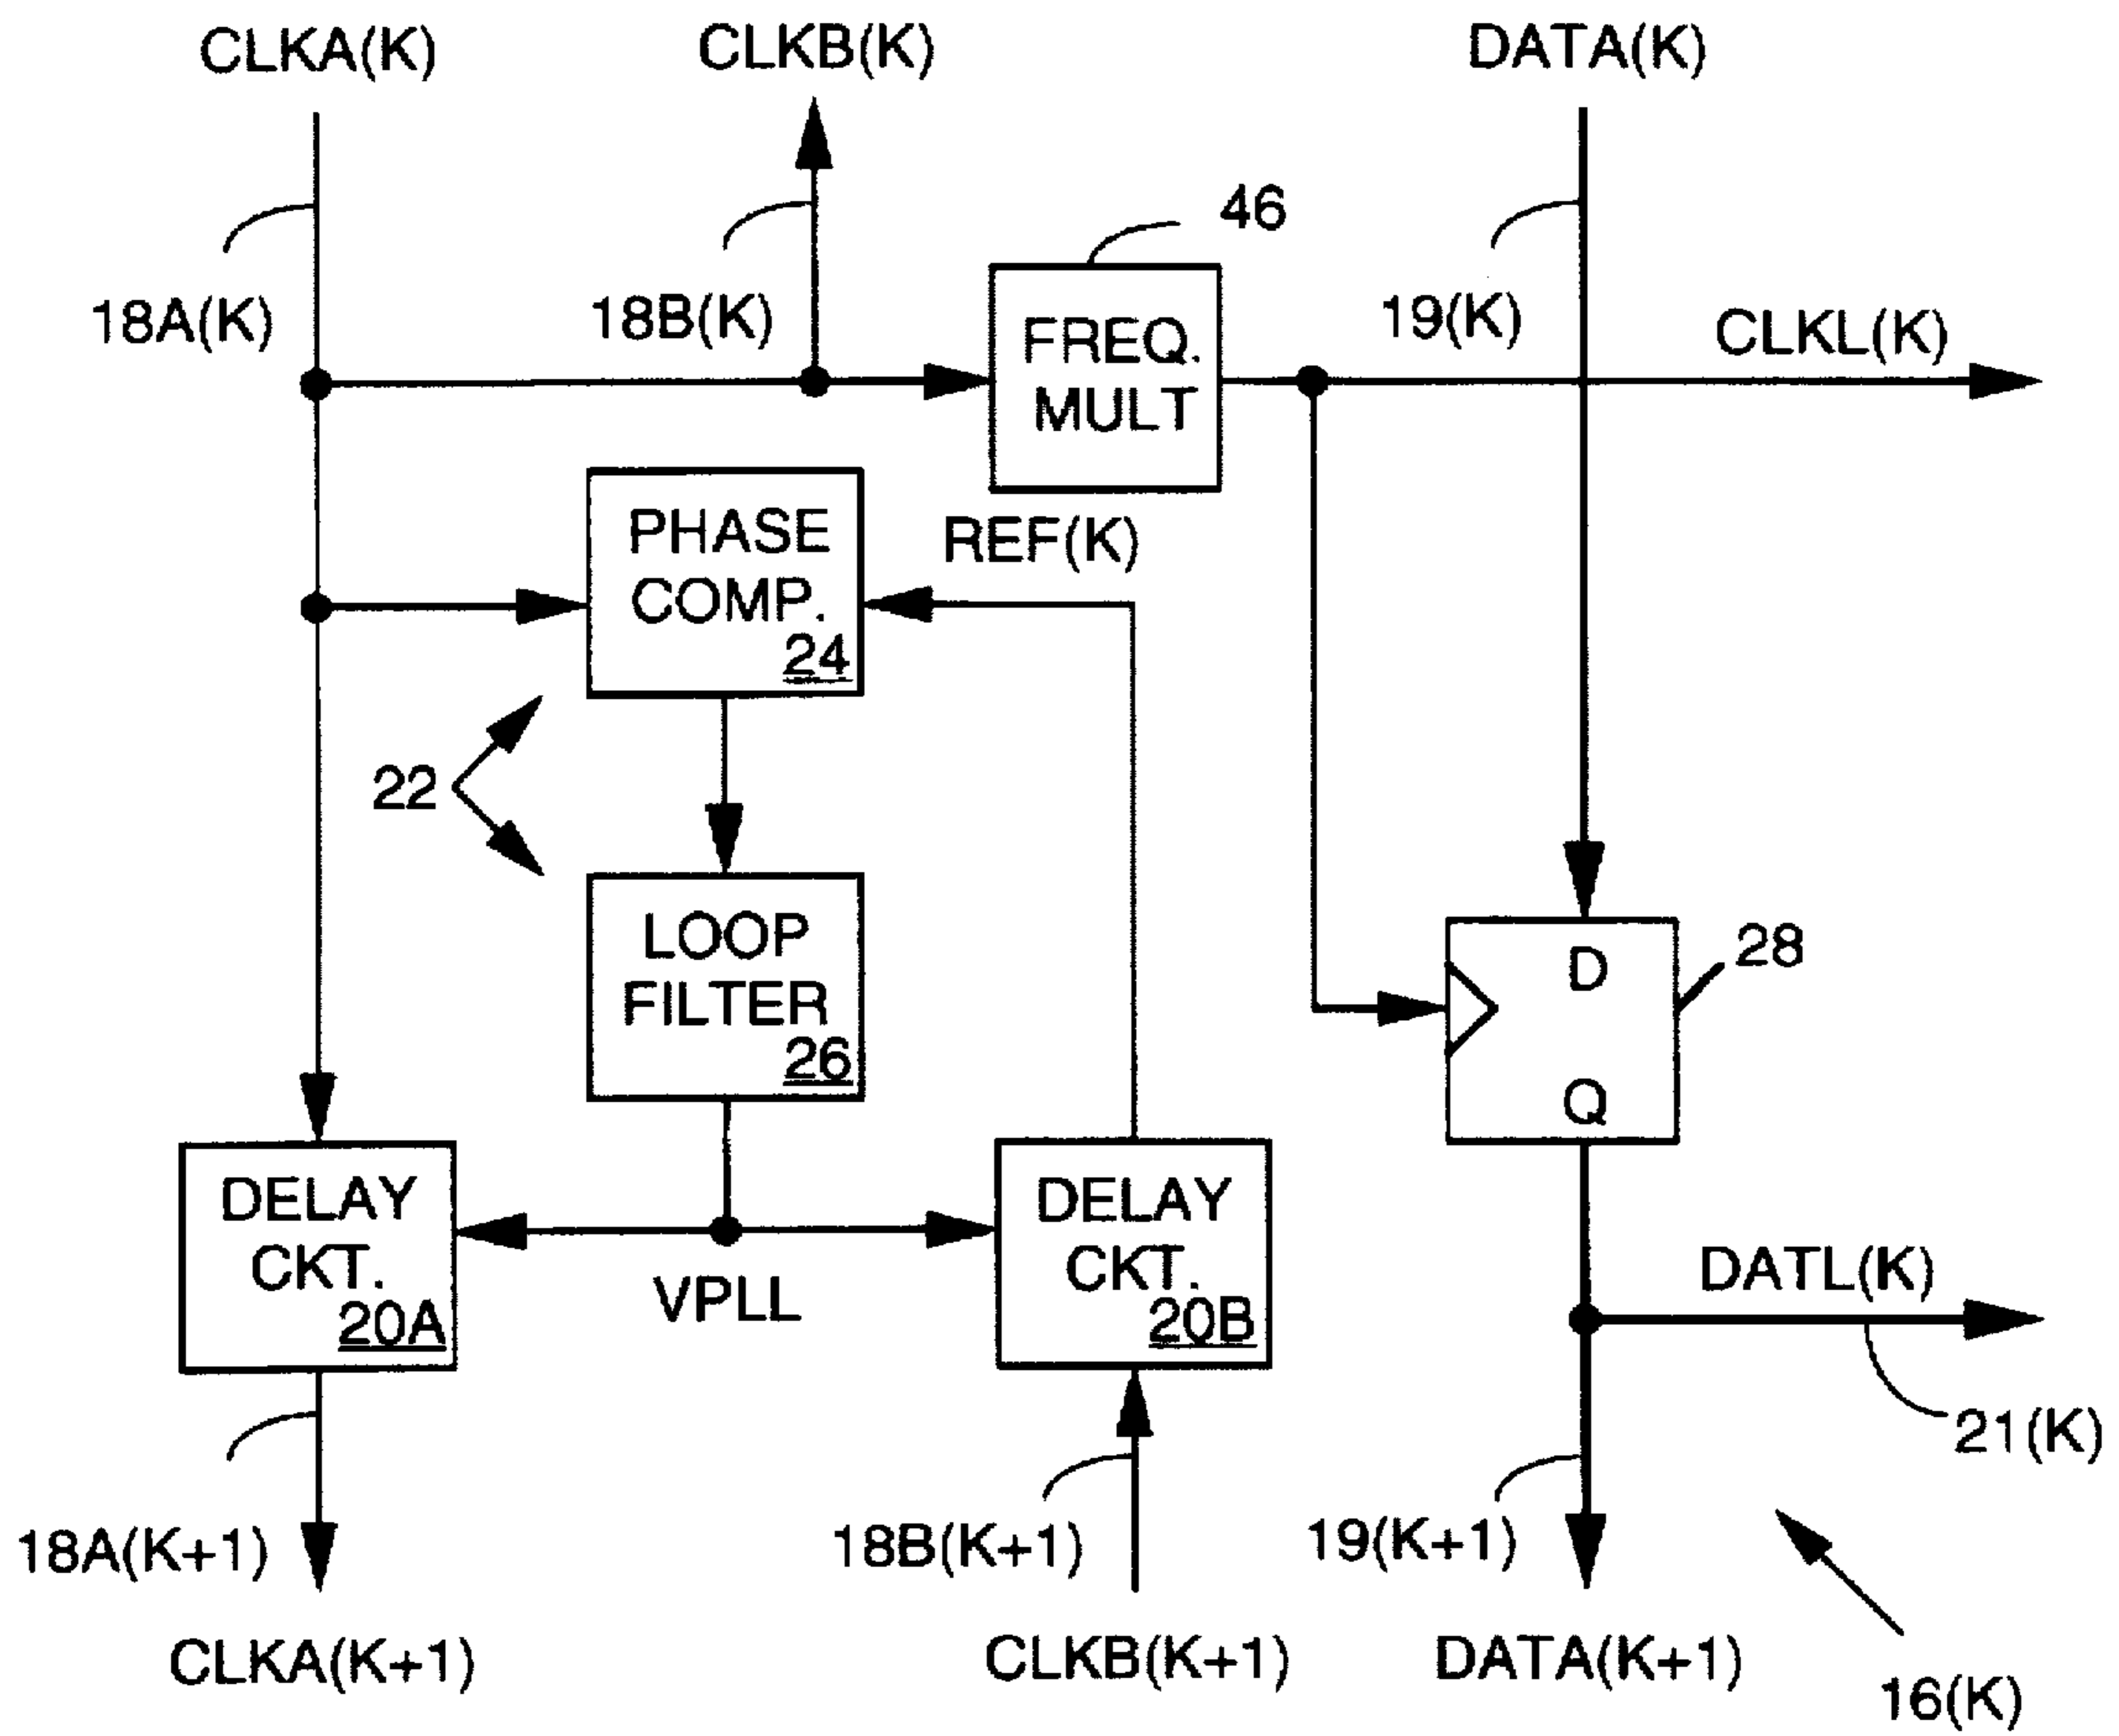 CLKA(K)
CLKB(K)
DATA(K)
46
18A(K)
18B(K)
19(K)
CLKL(K)
FREQ.
MULT
PHASE
COMP.
24
REF(K)
22
LOOP
FILTER
26
D
28
Q
DELAY
CKT.
20A
VPLL
DELAY
CKT.
20B
DATL(K)
21(K)
18A(K+1)
18B(K+1)
19(K+1)
CLKA(K+1)
CLKB(K+1)
DATA(K+1)
16(K)